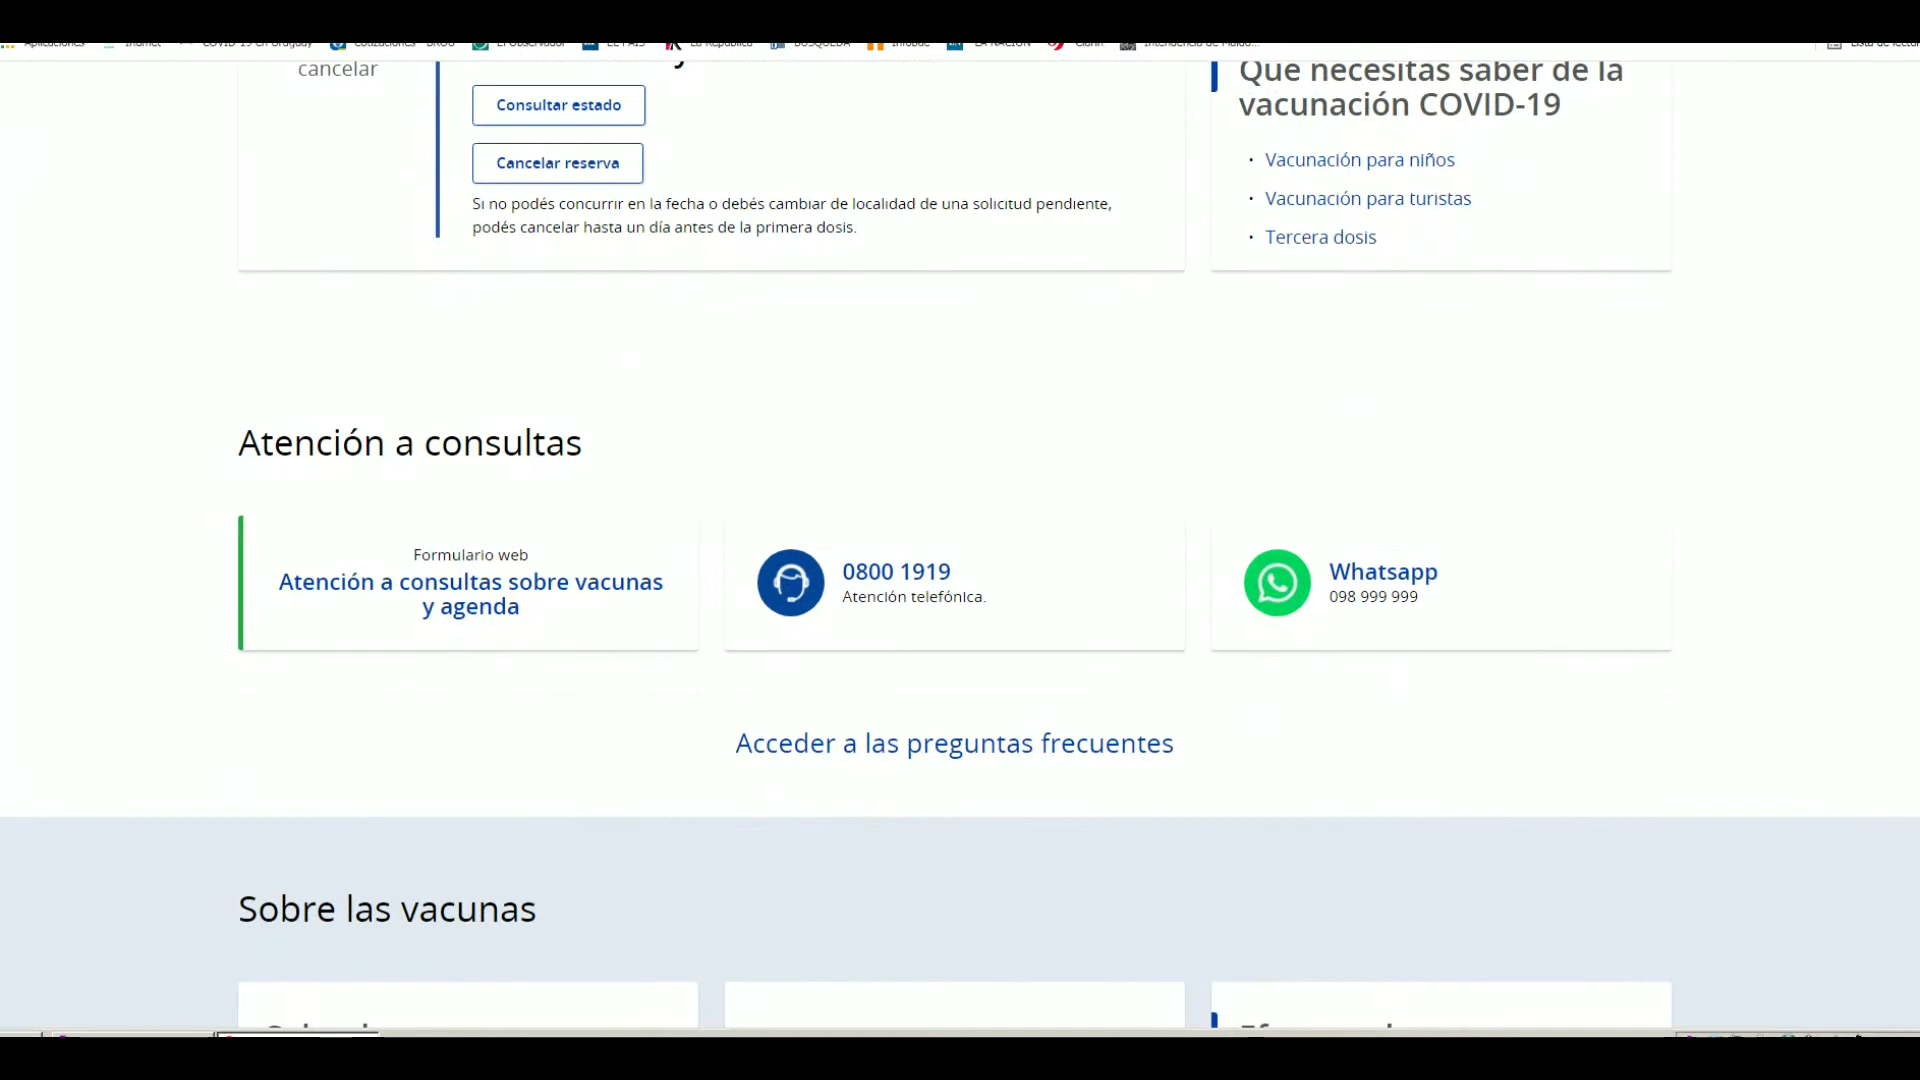 cancelar
Consultar estado
Cancelar reserva
Si no podés concurrir en la fecha o debés cambiar de localidad de una solicitud pendiente,
podés cancelar hasta un día antes de la primera dosis.
Que necesitas saber de la
vacunación COVID-19
· Vacunación para niños
· Vacunación para turistas
· Tercera dosis
Atención a consultas
Formulario web
Atención a consultas sobre vacunas
y agenda
0800 1919
Atención telefónica.
Whatsapp
098 999 999
Acceder a las preguntas frecuentes
Sobre las vacunas